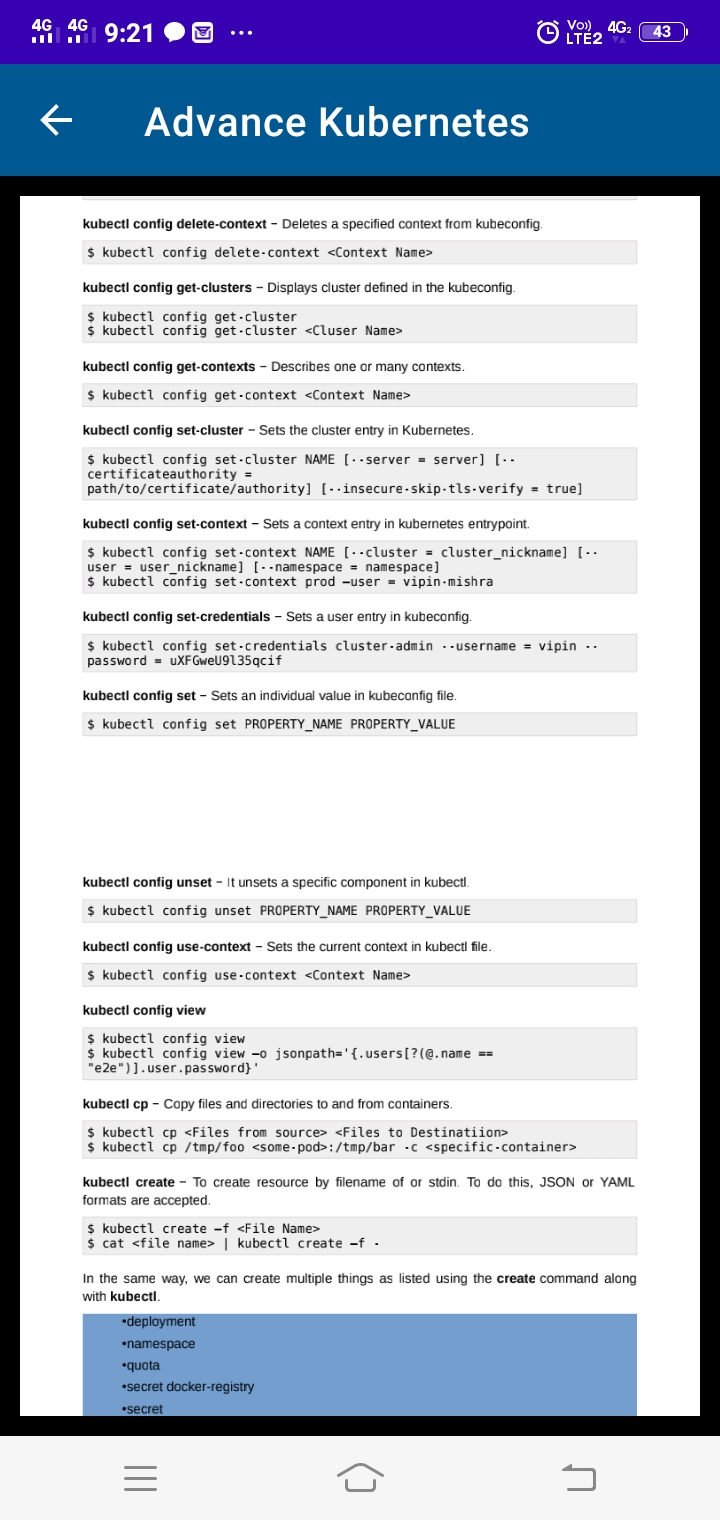 4G 4G 9:21 ... Vo)) LTE2 4G2 43
Advance Kubernetes
kubectl config delete-context – Deletes a specified context from kubeconfig.
$ kubectl config delete-context <Context Name>
kubectl config get-clusters – Displays cluster defined in the kubeconfig.
$ kubectl config get-cluster
$ kubectl config get-cluster <Cluser Name>
kubectl config get-contexts – Describes one or many contexts.
$ kubectl config get-context <Context Name>
kubectl config set-cluster – Sets the cluster entry in Kubernetes.
$ kubectl config set-cluster NAME [--server = server] [--
certificateauthority =
path/to/certificate/authority] [--insecure-skip-tls-verify = true]
kubectl config set-context – Sets a context entry in kubernetes entrypoint.
$ kubectl config set-context NAME [--cluster = cluster_nickname] [--
user = user_nickname] [--namespace = namespace]
$ kubectl config set-context prod –user = vipin-mishra
kubectl config set-credentials – Sets a user entry in kubeconfig.
$ kubectl config set-credentials cluster-admin --username = vipin --
password = uXFGweU9l35qcif
kubectl config set – Sets an individual value in kubeconfig file.
$ kubectl config set PROPERTY_NAME PROPERTY_VALUE
kubectl config unset – It unsets a specific component in kubectl.
$ kubectl config unset PROPERTY_NAME PROPERTY_VALUE
kubectl config use-context – Sets the current context in kubectl file.
$ kubectl config use-context <Context Name>
kubectl config view
$ kubectl config view
$ kubectl config view –o jsonpath='{.users[?(@.name ==
"e2e")].user.password}'
kubectl cp – Copy files and directories to and from containers.
$ kubectl cp <Files from source> <Files to Destinatiion>
$ kubectl cp /tmp/foo <some-pod>:/tmp/bar -c <specific-container>
kubectl create – To create resource by filename of or stdin. To do this, JSON or YAML
formats are accepted.
$ kubectl create –f <File Name>
$ cat <file name> | kubectl create –f -
In the same way, we can create multiple things as listed using the create command along
with kubectl.
•deployment
•namespace
•quota
•secret docker-registry
•secret